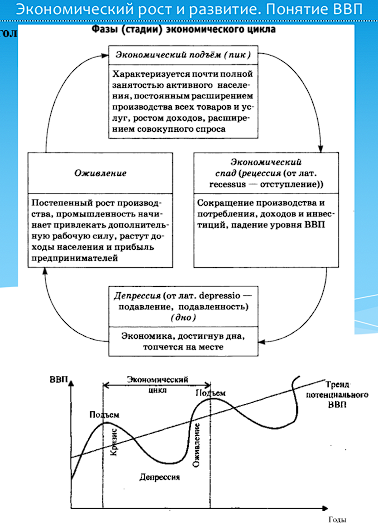 Экономический рост и развитие. Понятие ВВП
гол
Фазы (стадии) экономического цикла
Экономический подъём (пик)
Характеризуется почти полной
занятостью активного населе-
ния, постоянным расширением
производства всех товаров и ус-
луг, ростом доходов, расшире-
нием совокупного спроса
Оживление
Постепенный рост производ-
ства, промышленность начи-
нает привлекать дополнитель-
ную рабочую силу, растут до-
ходы населения и прибыль
предпринимателей
Экономический
спад (рецессия (от лат.
recessus — отступление))
Сокращение производства и
потребления, доходов и инвес-
тиций, падение уровня ВВП
Депрессия (от лат. depressio —
подавление, подавленность)
(дно)
Экономика, достигнув дна,
топчется на месте
ВВП
Экономический
цикл
Подъем
Подъем
Тренд
потенциального
ВВП
Кризис
Депрессия
Оживление
Годы